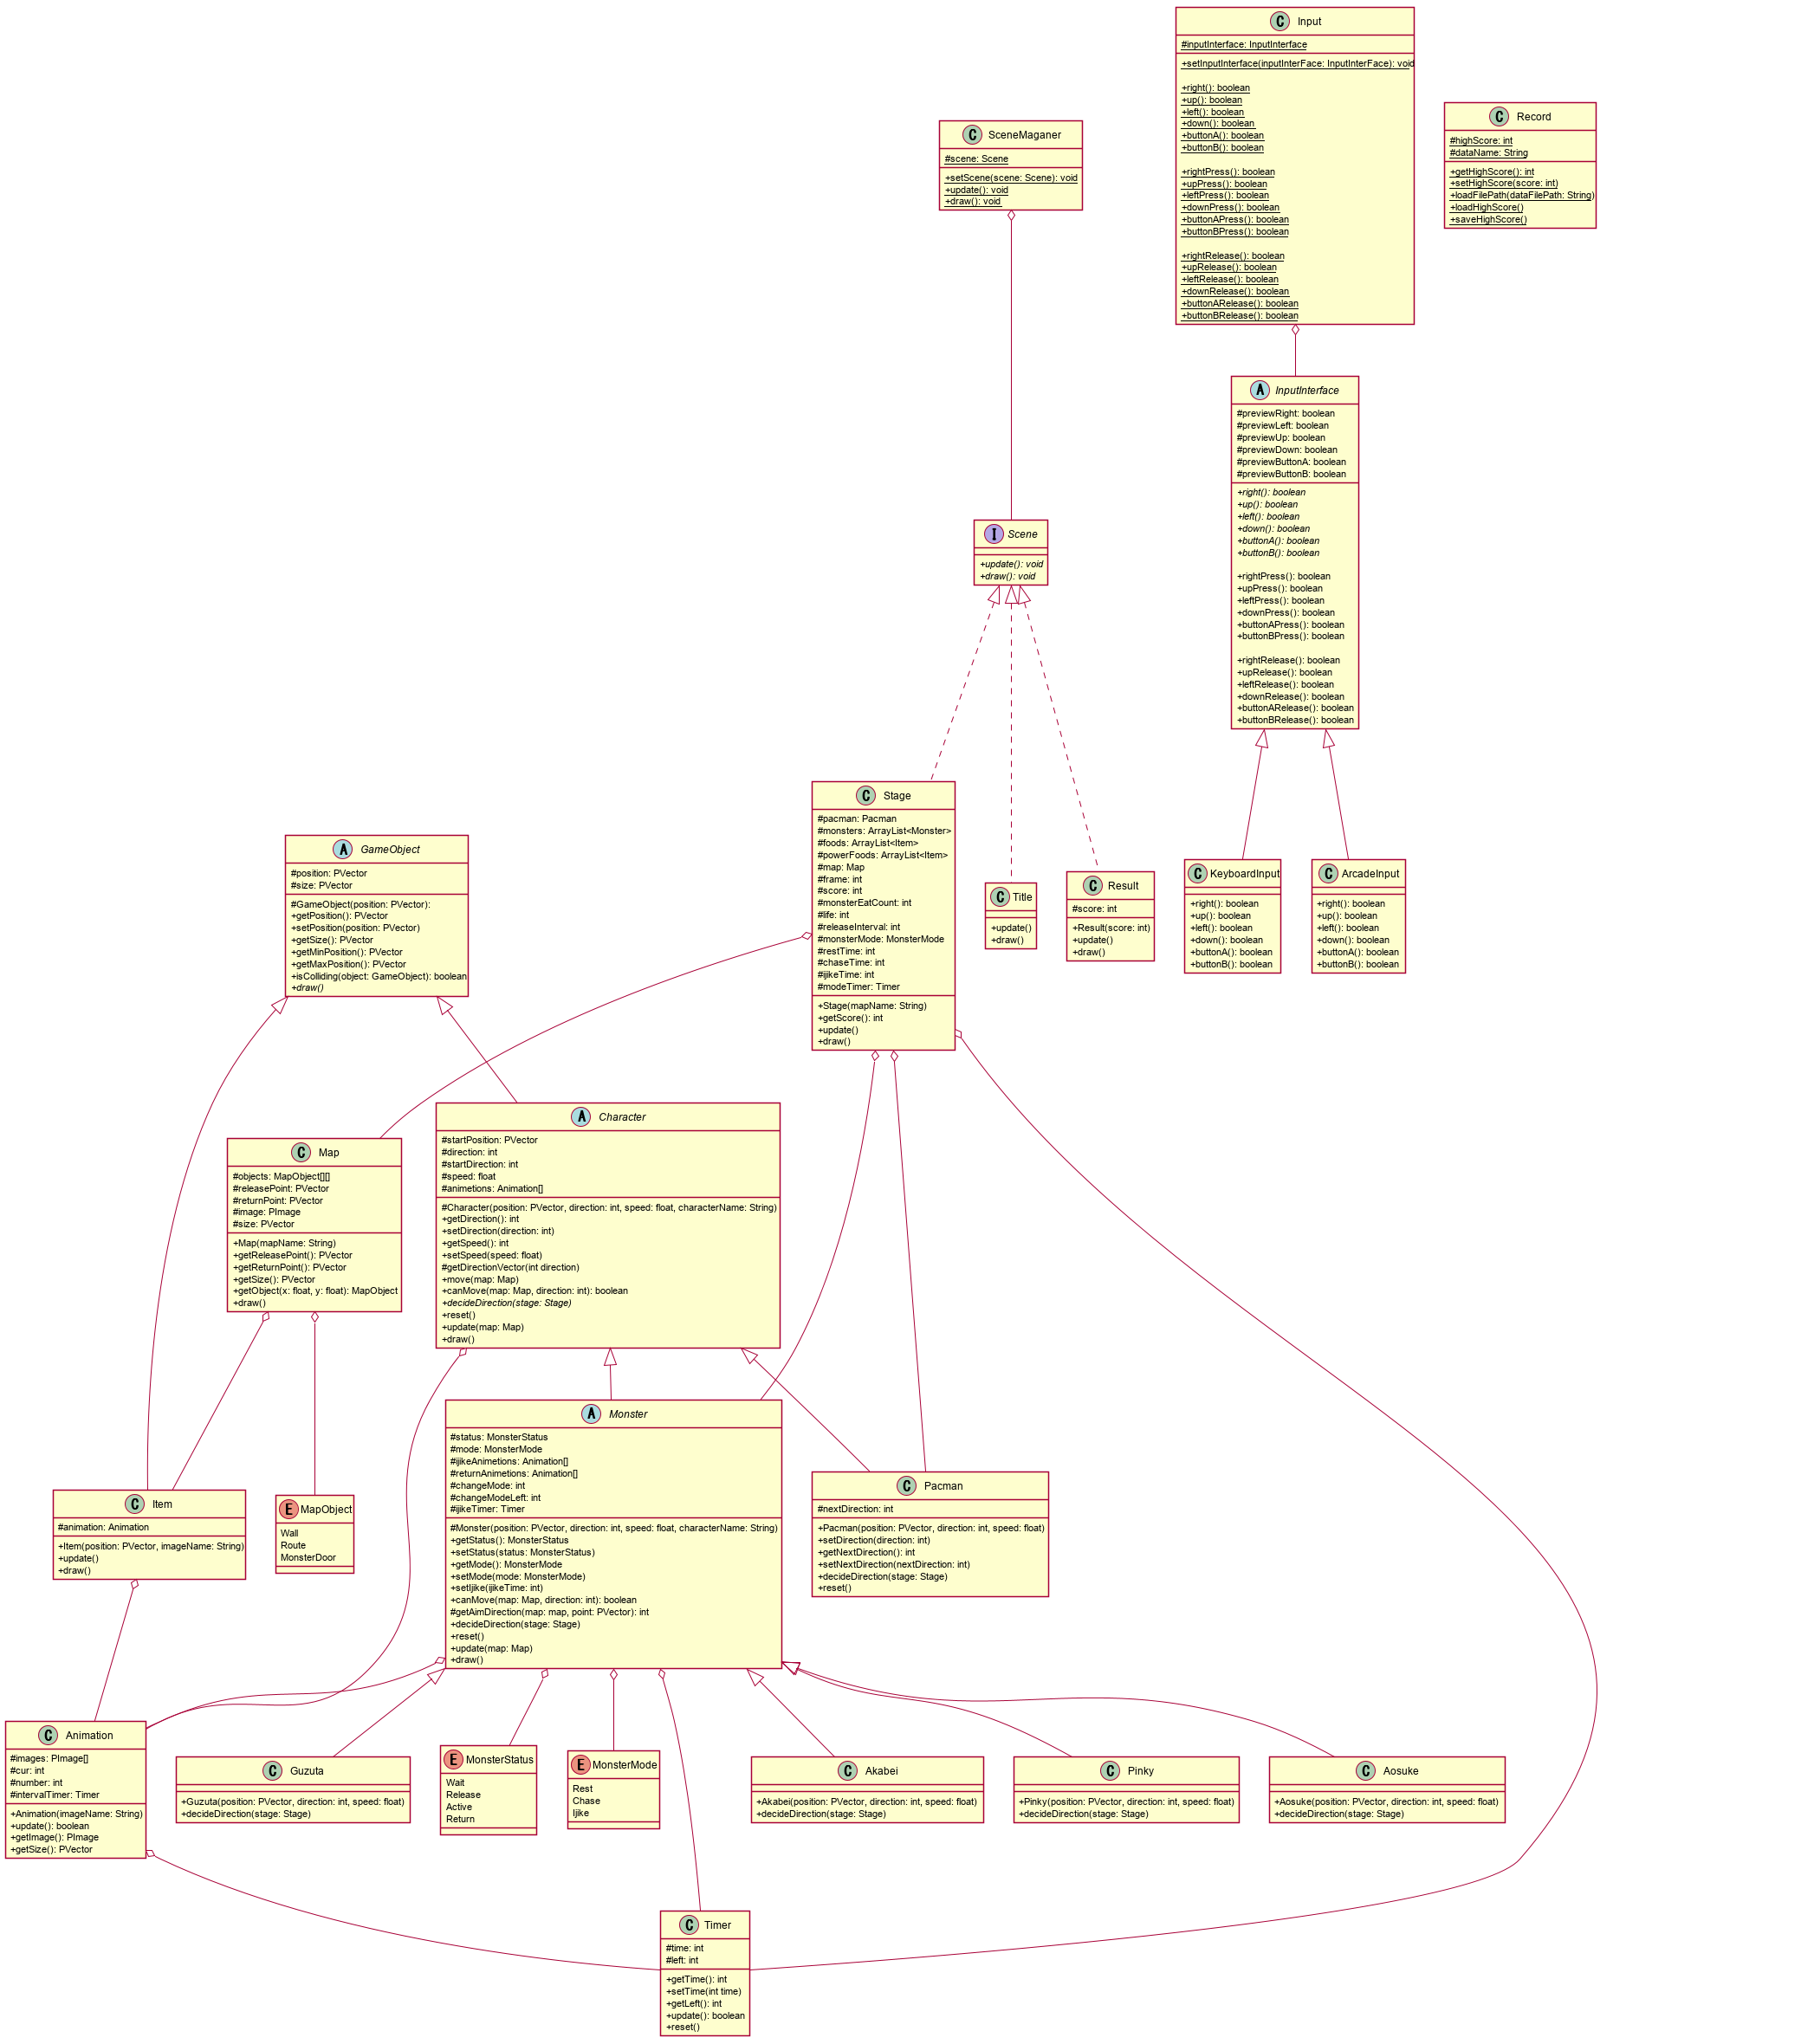 C Input
#inputInterface: InputInterface
+setInputInterface(inputInterFace: InputInterFace): void
+right(): boolean
+up(): boolean
+left(): boolean
+down(): boolean
+buttonA(): boolean
+buttonB(): boolean
+rightPress(): boolean
+upPress(): boolean
+leftPress(): boolean
+downPress(): boolean
+buttonAPress(): boolean
+buttonBPress(): boolean
+rightRelease(): boolean
+upRelease(): boolean
+leftRelease(): boolean
+downRelease(): boolean
+buttonARelease(): boolean
+buttonBRelease(): boolean
C Record
#highScore: int
#dataName: String
+getHighScore(): int
+setHighScore(score: int)
+loadFilePath(dataFilePath: String)
+loadHighScore()
+saveHighScore()
C SceneMaganer
#scene: Scene
+setScene(scene: Scene): void
+update(): void
+draw(): void
A InputInterface
#previewRight: boolean
#previewLeft: boolean
#previewUp: boolean
#previewDown: boolean
#previewButtonA: boolean
#previewButtonB: boolean
+right(): boolean
+up(): boolean
+left(): boolean
+down(): boolean
+buttonA(): boolean
+buttonB(): boolean
+rightPress(): boolean
+upPress(): boolean
+leftPress(): boolean
+downPress(): boolean
+buttonAPress(): boolean
+buttonBPress(): boolean
+rightRelease(): boolean
+upRelease(): boolean
+leftRelease(): boolean
+downRelease(): boolean
+buttonARelease(): boolean
+buttonBRelease(): boolean
I Scene
+update(): void
+draw(): void
C Stage
#pacman: Pacman
#monsters: ArrayList<Monster>
#foods: ArrayList<Item>
#powerFoods: ArrayList<Item>
#map: Map
#frame: int
#score: int
#monsterEatCount: int
#life: int
#releaseInterval: int
#monsterMode: MonsterMode
#restTime: int
#chaseTime: int
#ijikeTime: int
#modeTimer: Timer
+Stage(mapName: String)
+getScore(): int
+update()
+draw()
C Title
+update()
+draw()
C Result
#score: int
+Result(score: int)
+update()
+draw()
C KeyboardInput
+right(): boolean
+up(): boolean
+left(): boolean
+down(): boolean
+buttonA(): boolean
+buttonB(): boolean
C ArcadeInput
+right(): boolean
+up(): boolean
+left(): boolean
+down(): boolean
+buttonA(): boolean
+buttonB(): boolean
A GameObject
#position: PVector
#size: PVector
#GameObject(position: PVector):
+getPosition(): PVector
+setPosition(position: PVector)
+getSize(): PVector
+getMinPosition(): PVector
+getMaxPosition(): PVector
+isColliding(object: GameObject): boolean
+draw()
C Map
#objects: MapObject[][]
#releasePoint: PVector
#returnPoint: PVector
#image: PImage
#size: PVector
+Map(mapName: String)
+getReleasePoint(): PVector
+getReturnPoint(): PVector
+getSize(): PVector
+getObject(x: float, y: float): MapObject
+draw()
A Character
#startPosition: PVector
#direction: int
#startDirection: int
#speed: float
#animetions: Animation[]
#Character(position: PVector, direction: int, speed: float, characterName: String)
+getDirection(): int
+setDirection(direction: int)
+getSpeed(): int
+setSpeed(speed: float)
#getDirectionVector(int direction)
+move(map: Map)
+canMove(map: Map, direction: int): boolean
+decideDirection(stage: Stage)
+reset()
+update(map: Map)
+draw()
C Item
#animation: Animation
+Item(position: PVector, imageName: String)
+update()
+draw()
E MapObject
Wall
Route
MonsterDoor
A Monster
#status: MonsterStatus
#mode: MonsterMode
#ijikeAnimetions: Animation[]
#returnAnimetions: Animation[]
#changeMode: int
#changeModeLeft: int
#ijikeTimer: Timer
#Monster(position: PVector, direction: int, speed: float, characterName: String)
+getStatus(): MonsterStatus
+setStatus(status: MonsterStatus)
+getMode(): MonsterMode
+setMode(mode: MonsterMode)
+setIjike(ijikeTime: int)
+canMove(map: Map, direction: int): boolean
#getAimDirection(map: map, point: PVector): int
+decideDirection(stage: Stage)
+reset()
+update(map: Map)
+draw()
C Pacman
#nextDirection: int
+Pacman(position: PVector, direction: int, speed: float)
+setDirection(direction: int)
+getNextDirection(): int
+setNextDirection(nextDirection: int)
+decideDirection(stage: Stage)
+reset()
C Animation
#images: PImage[]
#cur: int
#number: int
#intervalTimer: Timer
+Animation(imageName: String)
+update(): boolean
+getImage(): PImage
+getSize(): PVector
C Guzuta
+Guzuta(position: PVector, direction: int, speed: float)
+decideDirection(stage: Stage)
E MonsterStatus
Wait
Release
Active
Return
E MonsterMode
Rest
Chase
Ijike
C Akabei
+Akabei(position: PVector, direction: int, speed: float)
+decideDirection(stage: Stage)
C Pinky
+Pinky(position: PVector, direction: int, speed: float)
+decideDirection(stage: Stage)
C Aosuke
+Aosuke(position: PVector, direction: int, speed: float)
+decideDirection(stage: Stage)
C Timer
#time: int
#left: int
+getTime(): int
+setTime(int time)
+getLeft(): int
+update(): boolean
+reset()